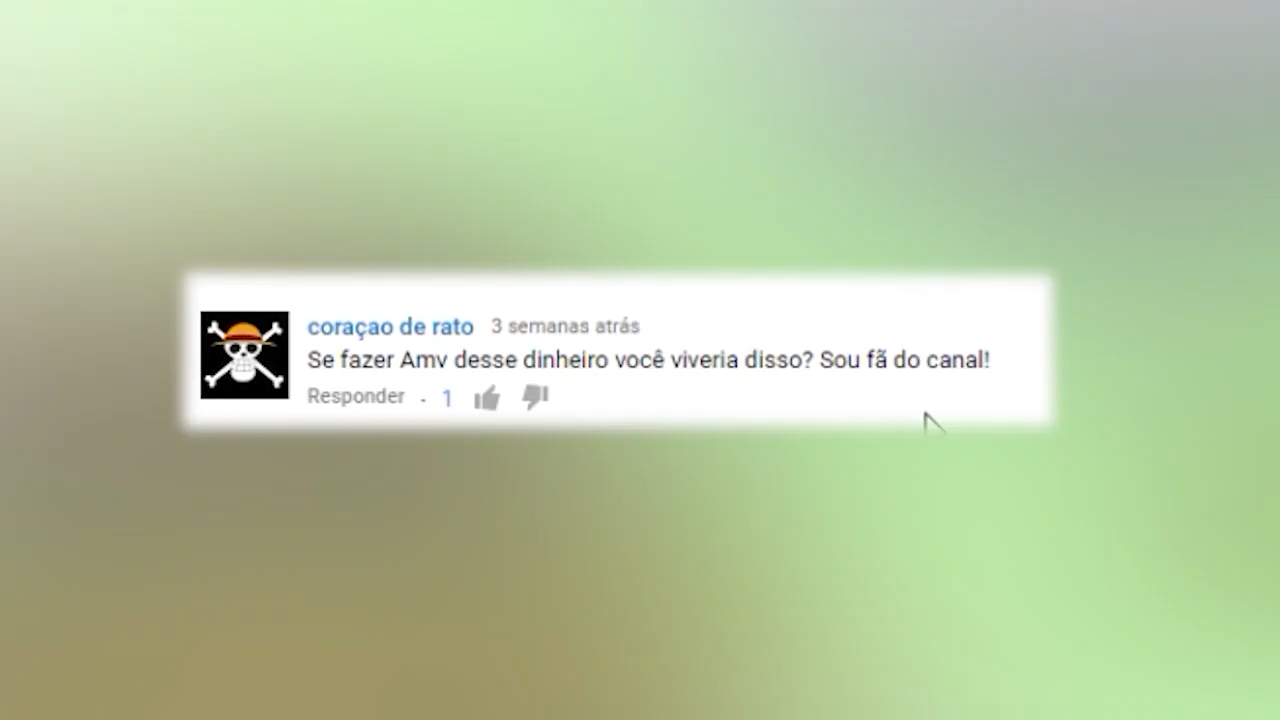 coraçao de rato 3 semanas atrás
Se fazer Amv desse dinheiro você viveria disso? Sou fã do canal!
Responder . 1